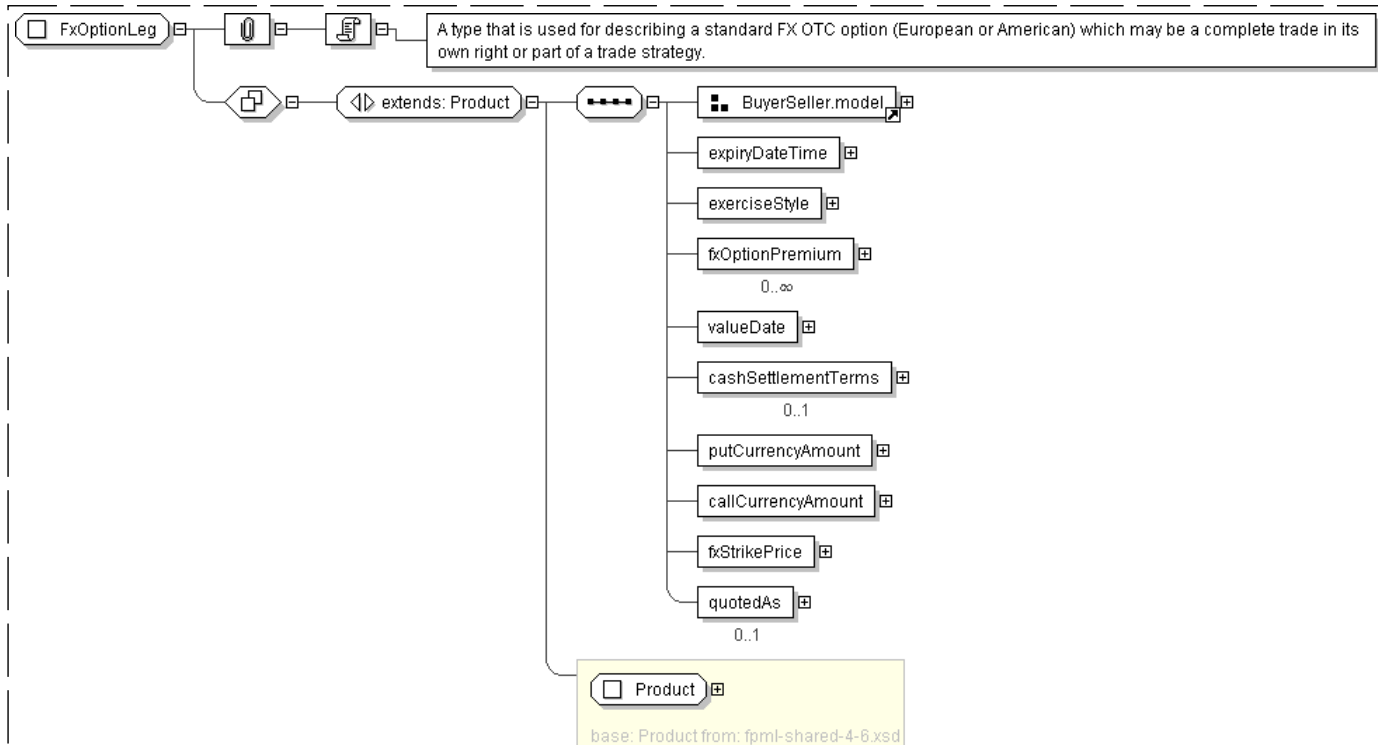 FxOptionLeg
A type that is used for describing a standard FX OTC option (European or American) which may be a complete trade in its
own right or part of a trade strategy.
extends: Product
BuyerSeller.model
expiryDateTime
exerciseStyle
fxOptionPremium
0..∞
valueDate
cashSettlementTerms
0..1
putCurrencyAmount
callCurrencyAmount
fxStrikePrice
quotedAs
0..1
Product
base: Product from: fpml-shared-4-6.xsd